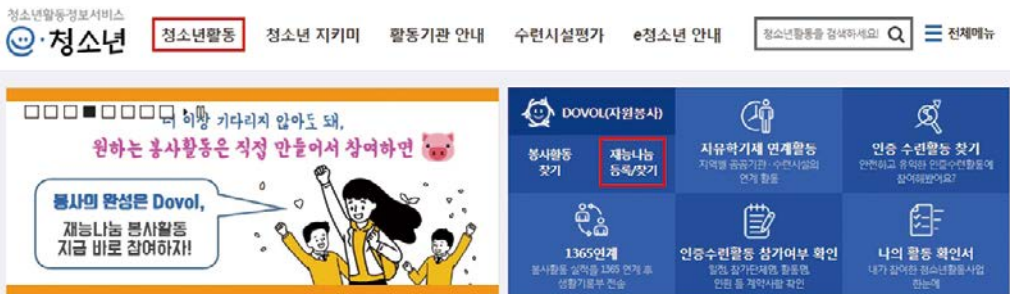 청소년활동정보서비스
e·청소년
청소년활동
청소년 지키미
활동기관 안내
수련시설평가
e청소년 안내
청소년활동을 검색하세요!
전체메뉴
더 이상 기다리지 않아도 돼,
원하는 봉사활동은 직접 만들어서 참여하면
봉사의 완성은 Dovol,
재능나눔 봉사활동
지금 바로 참여하자!
DOVOL(자원봉사)
봉사활동
찾기
재능나눔
등록/찾기
자유학기제 연계활동
지역별 공공기관·수련시설의
연계 활동
인증 수련활동 찾기
안전하고 유익한 인증수련활동에
참여해봤어요?
1365연계
봉사활동 실적을 1365 연계 후
생활기록부 전송
인증수련활동 참가여부 확인
일정, 참가단체명, 활동명,
인원 등 계약사항 확인
나의 활동 확인서
내가 참여한 청소년활동사업
한눈에